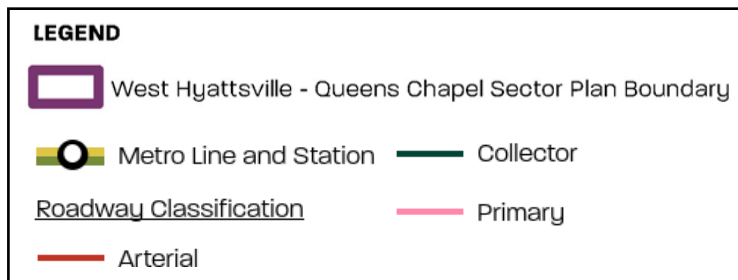 LEGEND
West Hyattsville - Queens Chapel Sector Plan Boundary
Metro Line and Station
Collector
Roadway Classification
Primary
Arterial